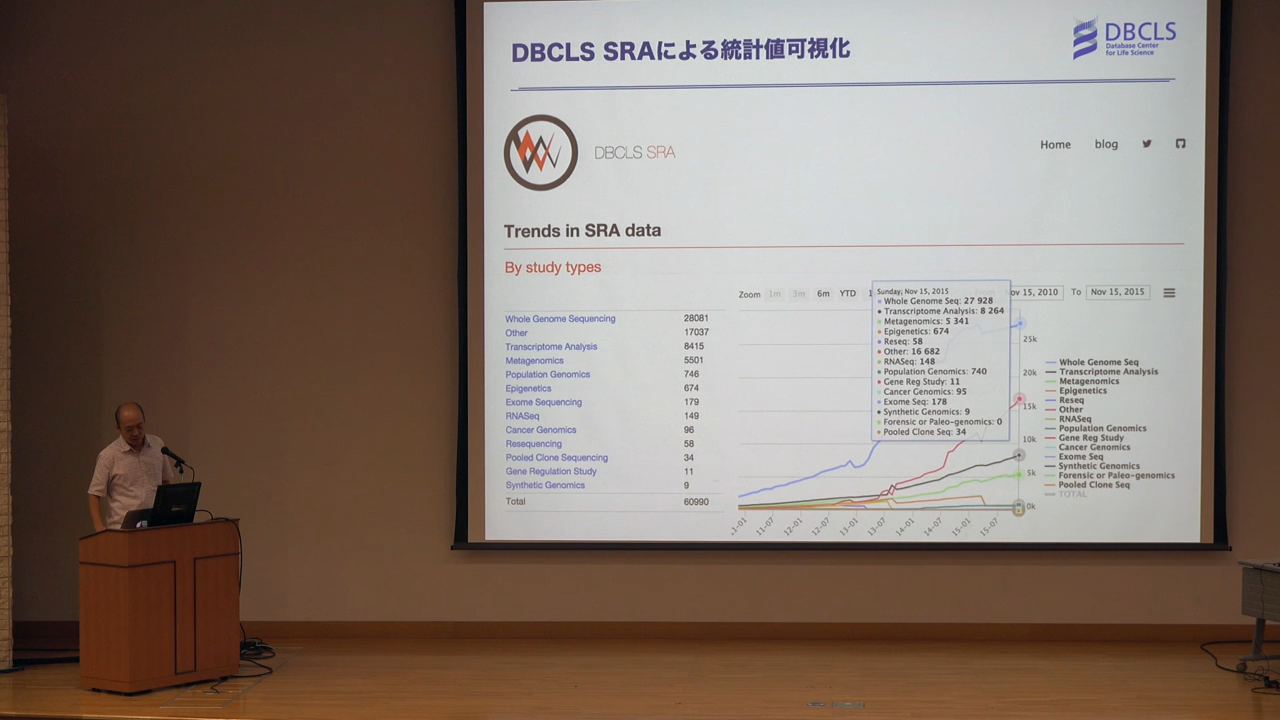 DBCLS SRAによる統計値可視化
DBCLS
Database Center
for Life Science
DBCLS SRA
Home blog
Trends in SRA data
By study types
Whole Genome Sequencing 28081
Other 17037
Transcriptome Analysis 8415
Metagenomics 5501
Population Genomics 746
Epigenetics 674
Exome Sequencing 179
RNASeq 149
Cancer Genomics 96
Resequencing 58
Pooled Clone Sequencing 34
Gene Regulation Study 11
Synthetic Genomics 9
Total 60990
Zoom 1m 3m 6m YTD
From Nov 15, 2010 To Nov 15, 2015
Sunday, Nov 15, 2015
Whole Genome Seq: 27 928
Transcriptome Analysis: 8 264
Metagenomics: 5 341
Epigenetics: 674
Reseq: 58
Other: 16 682
RNASeq: 148
Population Genomics: 740
Gene Reg Study: 11
Cancer Genomics: 95
Exome Seq: 178
Synthetic Genomics: 9
Forensic or Paleo-genomics: 0
Pooled Clone Seq: 34
25k
20k
15k
10k
5k
0k
11-07 12-01 12-07 13-01 13-07 14-01 14-07 15-01 15-07
Whole Genome Seq
Transcriptome Analysis
Metagenomics
Epigenetics
Reseq
Other
RNASeq
Population Genomics
Gene Reg Study
Cancer Genomics
Exome Seq
Synthetic Genomics
Forensic or Paleo-genomics
Pooled Clone Seq
TOTAL